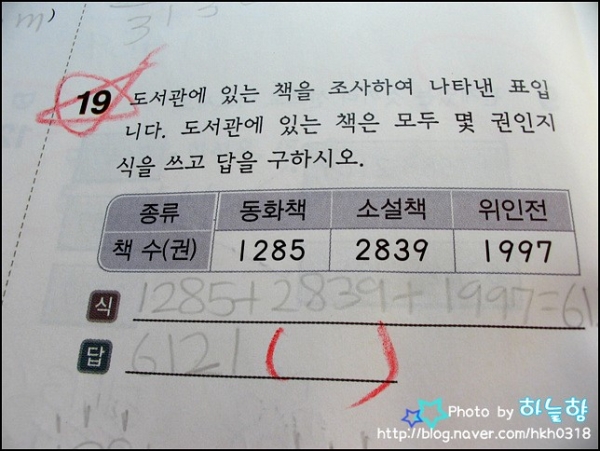 m)
3
19 도서관에 있는 책을 조사하여 나타낸 표입
니다. 도서관에 있는 책은 모두 몇 권인지
식을 쓰고 답을 구하시오.
종류 동화책 소설책 위인전
책 수(권) 1285 2839 1997
식 1285+2839+1997=61
답 6121 ( )
Photo by 하늘향
http://blog.naver.com/hkh0318